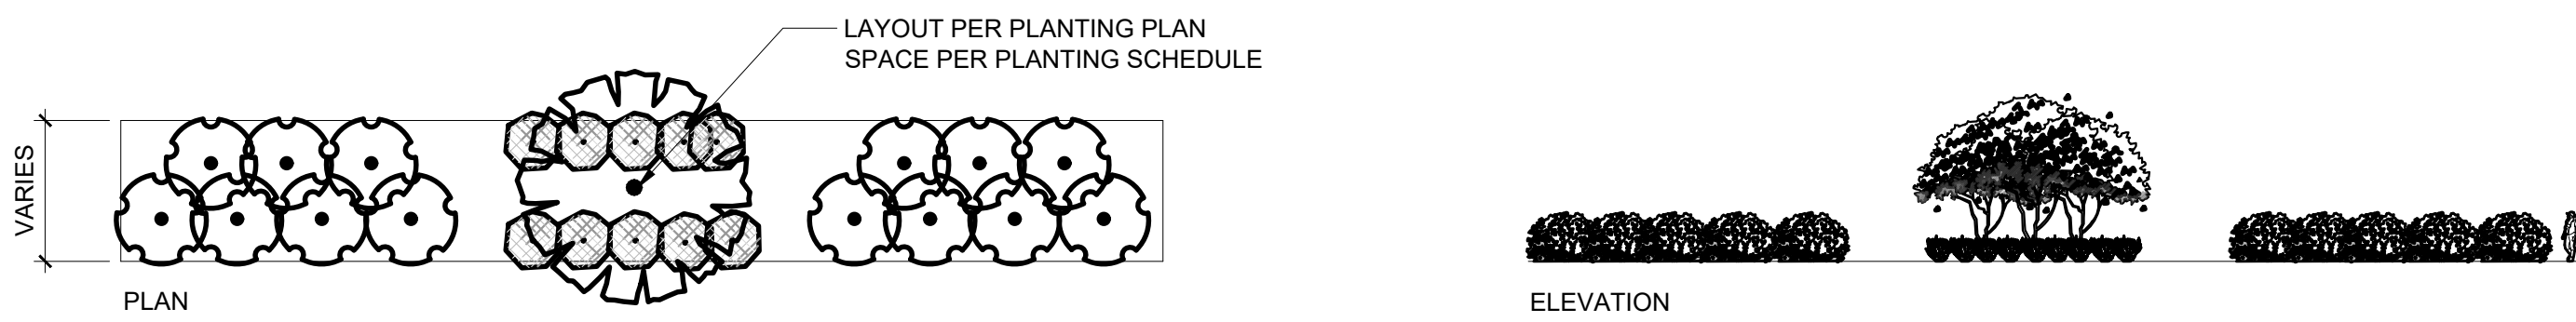 LAYOUT PER PLANTING PLAN
SPACE PER PLANTING SCHEDULE
VARIES
PLAN
ELEVATION